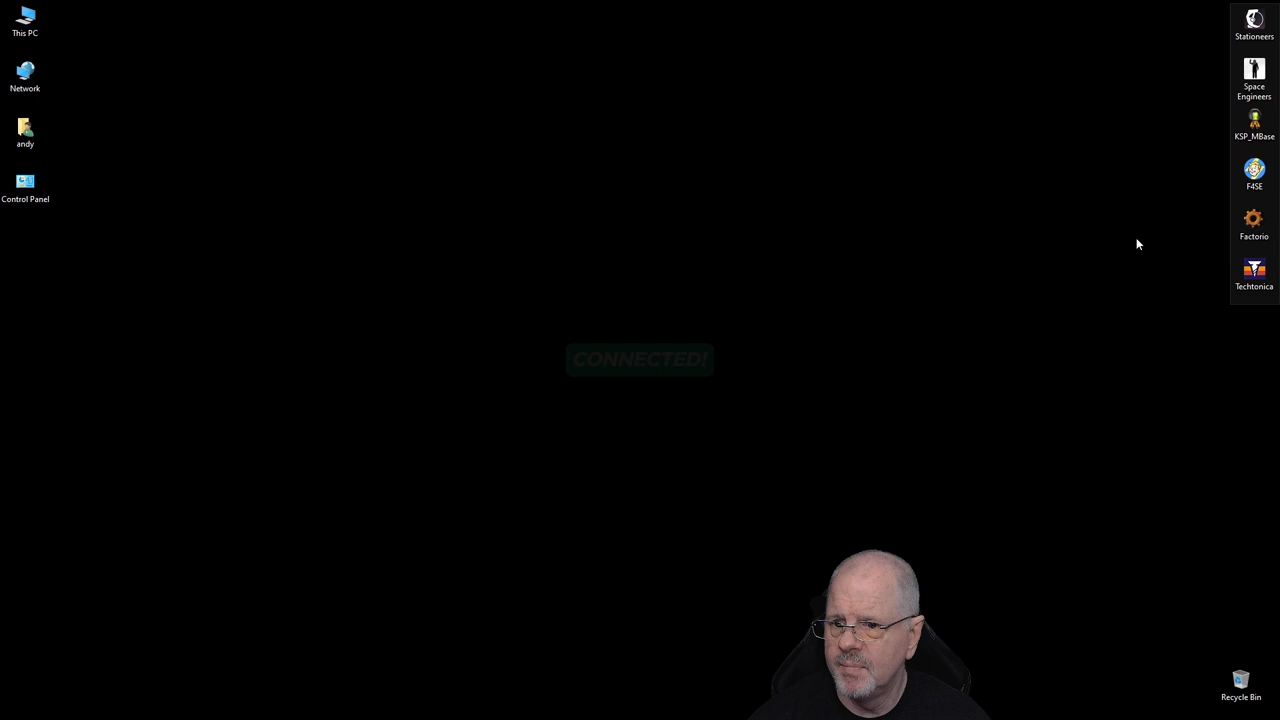 This PC
Network
andy
Control Panel
CONNECTED!
Stationeers
Space
Engineers
KSP_MBase
F4SE
Factorio
Techtonica
Recycle Bin